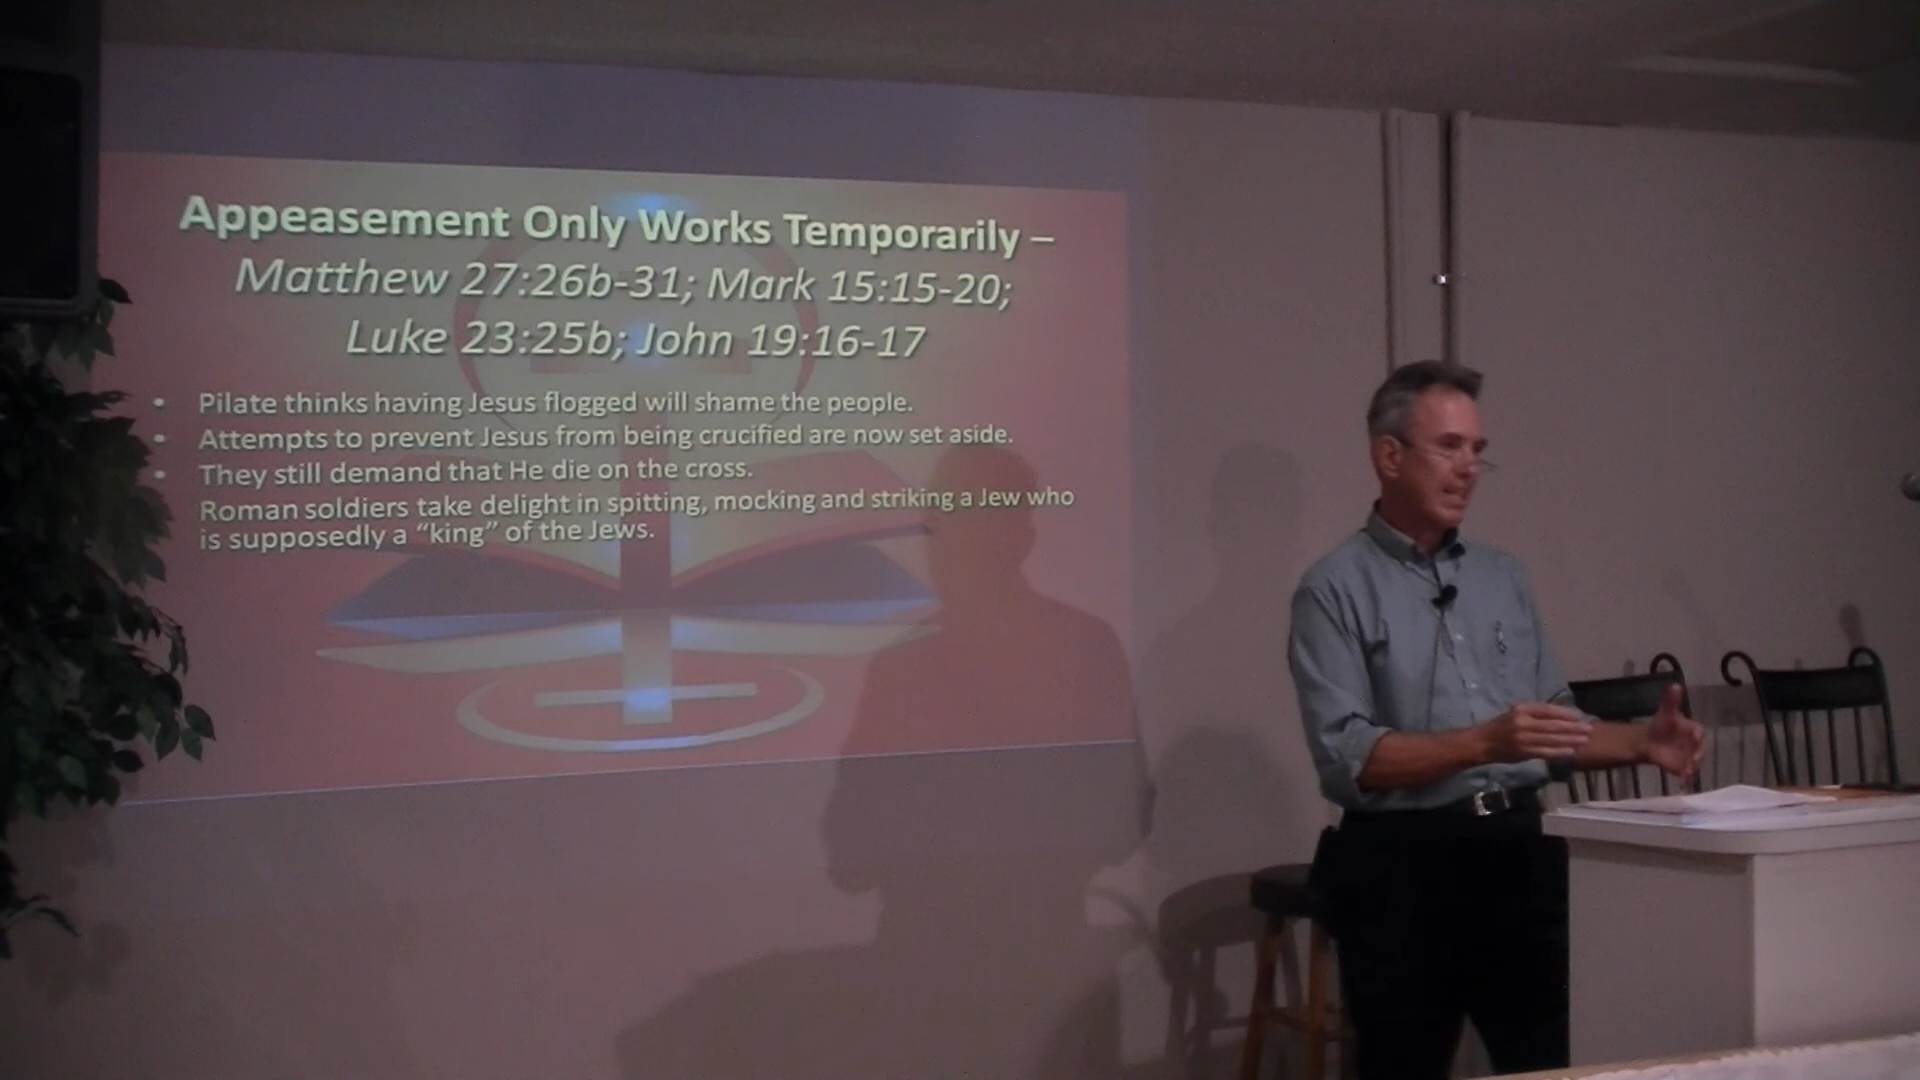 Appeasement Only Works Temporarily –
Matthew 27:26b-31; Mark 15:15-20;
Luke 23:25b; John 19:16-17
• Pilate thinks having Jesus flogged will shame the people.
• Attempts to prevent Jesus from being crucified are now set aside.
• They still demand that He die on the cross.
Roman soldiers take delight in spitting, mocking and striking a Jew who
is supposedly a “king” of the Jews.